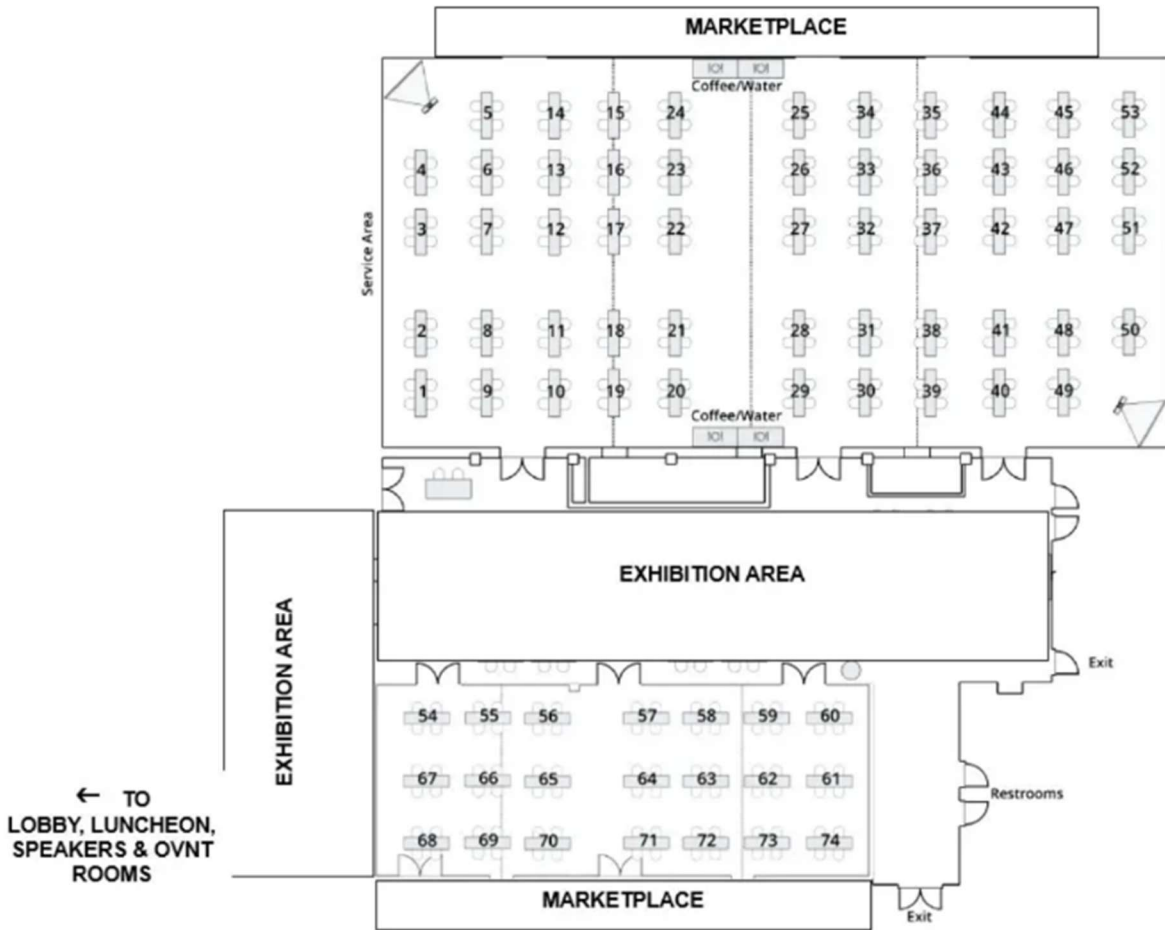 MARKETPLACE
Coffee/Water
5 14 15 24 25 34 35 44 45 53
4 6 13 16 23 26 33 36 43 46 52
3 7 12 17 22 27 32 37 42 47 51
Service Area
2 8 11 18 21 28 31 38 41 48 50
1 9 10 19 20 29 30 39 40 49
Coffee/Water
EXHIBITION AREA
EXHIBITION AREA
Exit
54 55 56 57 58 59 60
67 66 65 64 63 62 61
Restrooms
68 69 70 71 72 73 74
← TO
LOBBY, LUNCHEON,
SPEAKERS & OVNT
ROOMS
MARKETPLACE
Exit